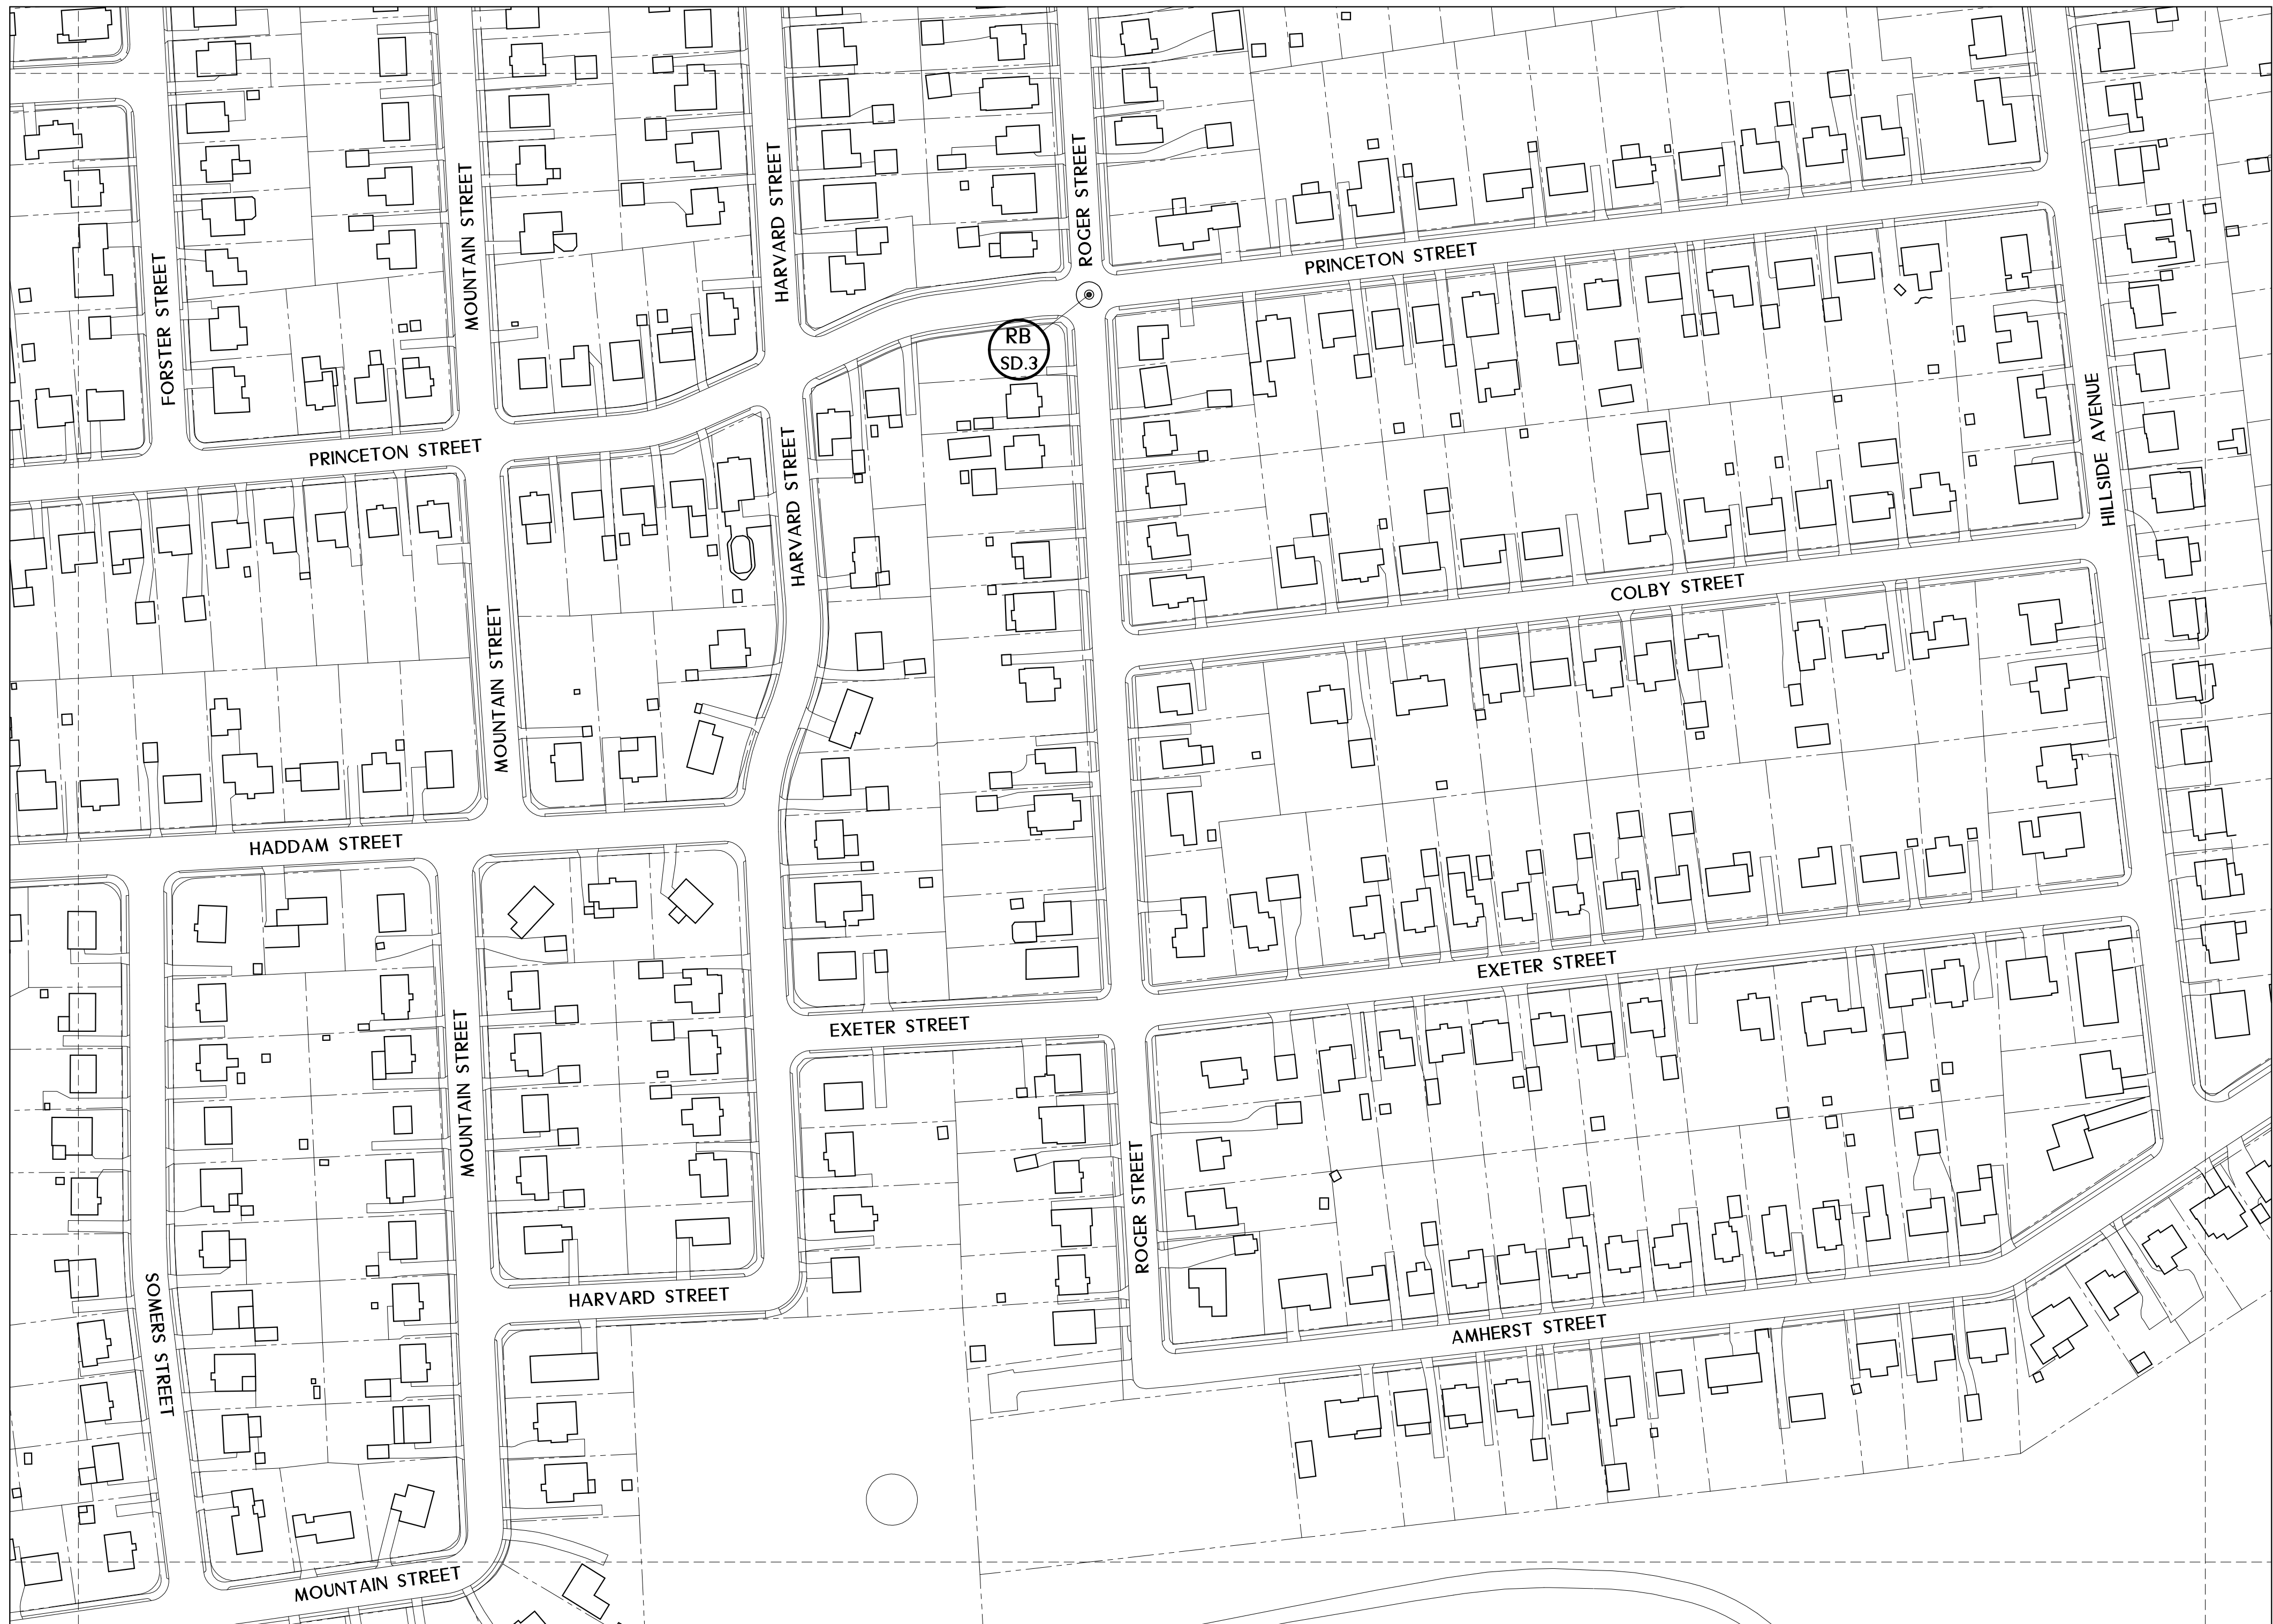 MOUNTAIN STREET
HARVARD STREET
ROGER STREET
FORSTER STREET
PRINCETON STREET
RB
SD.3
PRINCETON STREET
HARVARD STREET
HILLSIDE AVENUE
MOUNTAIN STREET
COLBY STREET
HADDAM STREET
EXETER STREET
EXETER STREET
MOUNTAIN STREET
ROGER STREET
SOMERS STREET
HARVARD STREET
AMHERST STREET
MOUNTAIN STREET